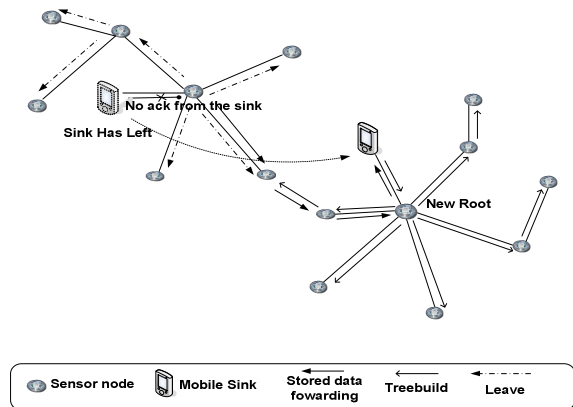 No ack from the sink
Sink Has Left
New Root
Sensor node
Mobile Sink
Stored data
fowarding
Treebuild
Leave